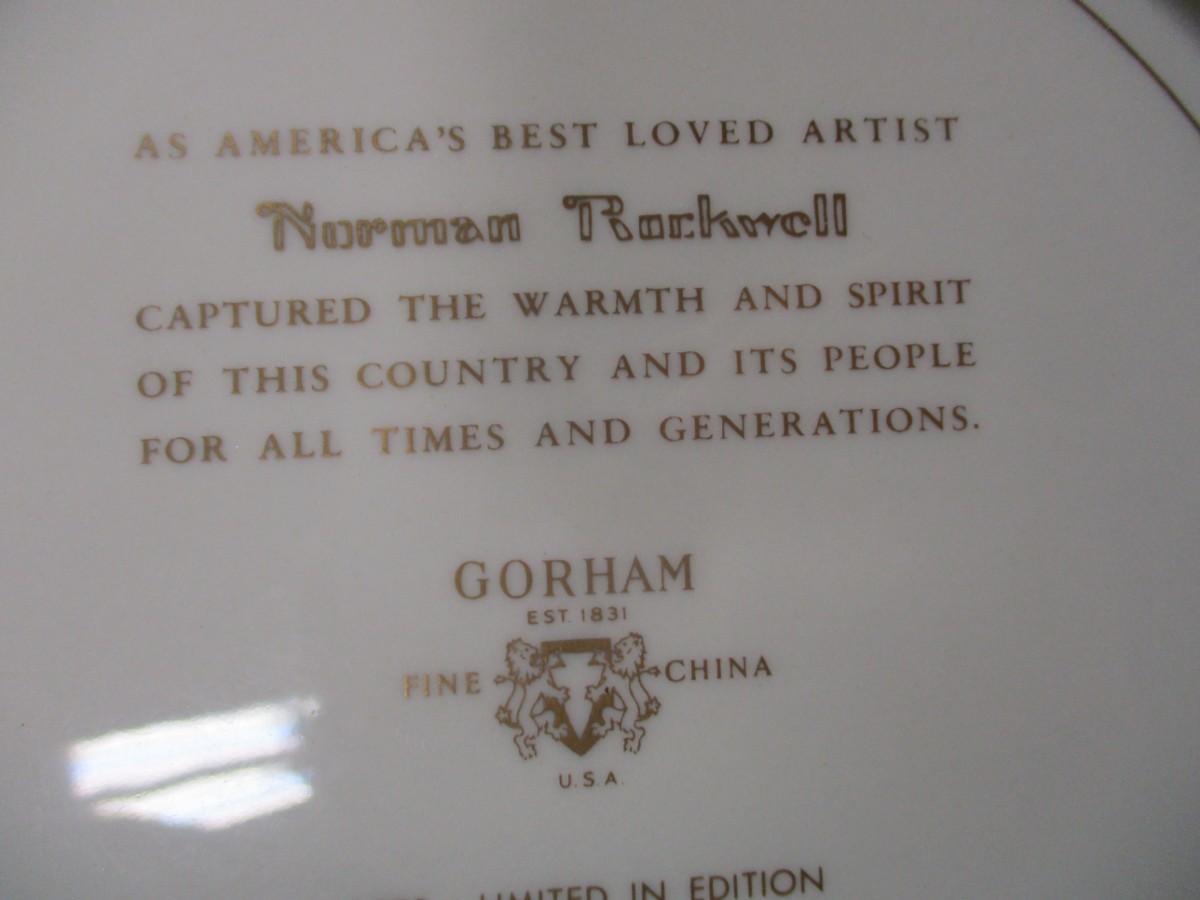 AS AMERICA'S BEST LOVED ARTIST
Norman Rockwell
CAPTURED THE WARMTH AND SPIRIT
OF THIS COUNTRY AND ITS PEOPLE
FOR ALL TIMES AND GENERATIONS.
GORHAM
EST. 1831
FINE CHINA
U.S.A.
LIMITED IN EDITION